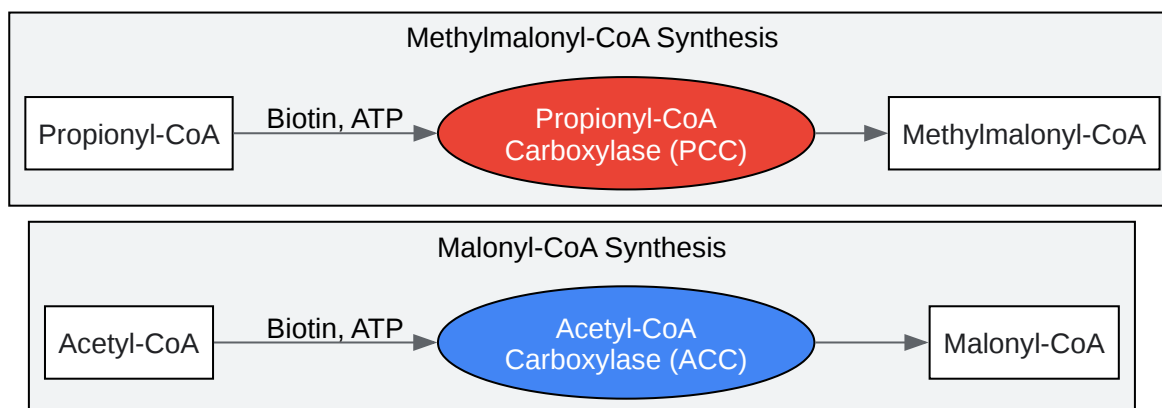 Methylmalonyl-CoA Synthesis
Propionyl-CoA
Biotin, ATP
Propionyl-CoA
Carboxylase (PCC)
Methylmalonyl-CoA
Malonyl-CoA Synthesis
Acetyl-CoA
Biotin, ATP
Acetyl-CoA
Carboxylase (ACC)
Malonyl-CoA